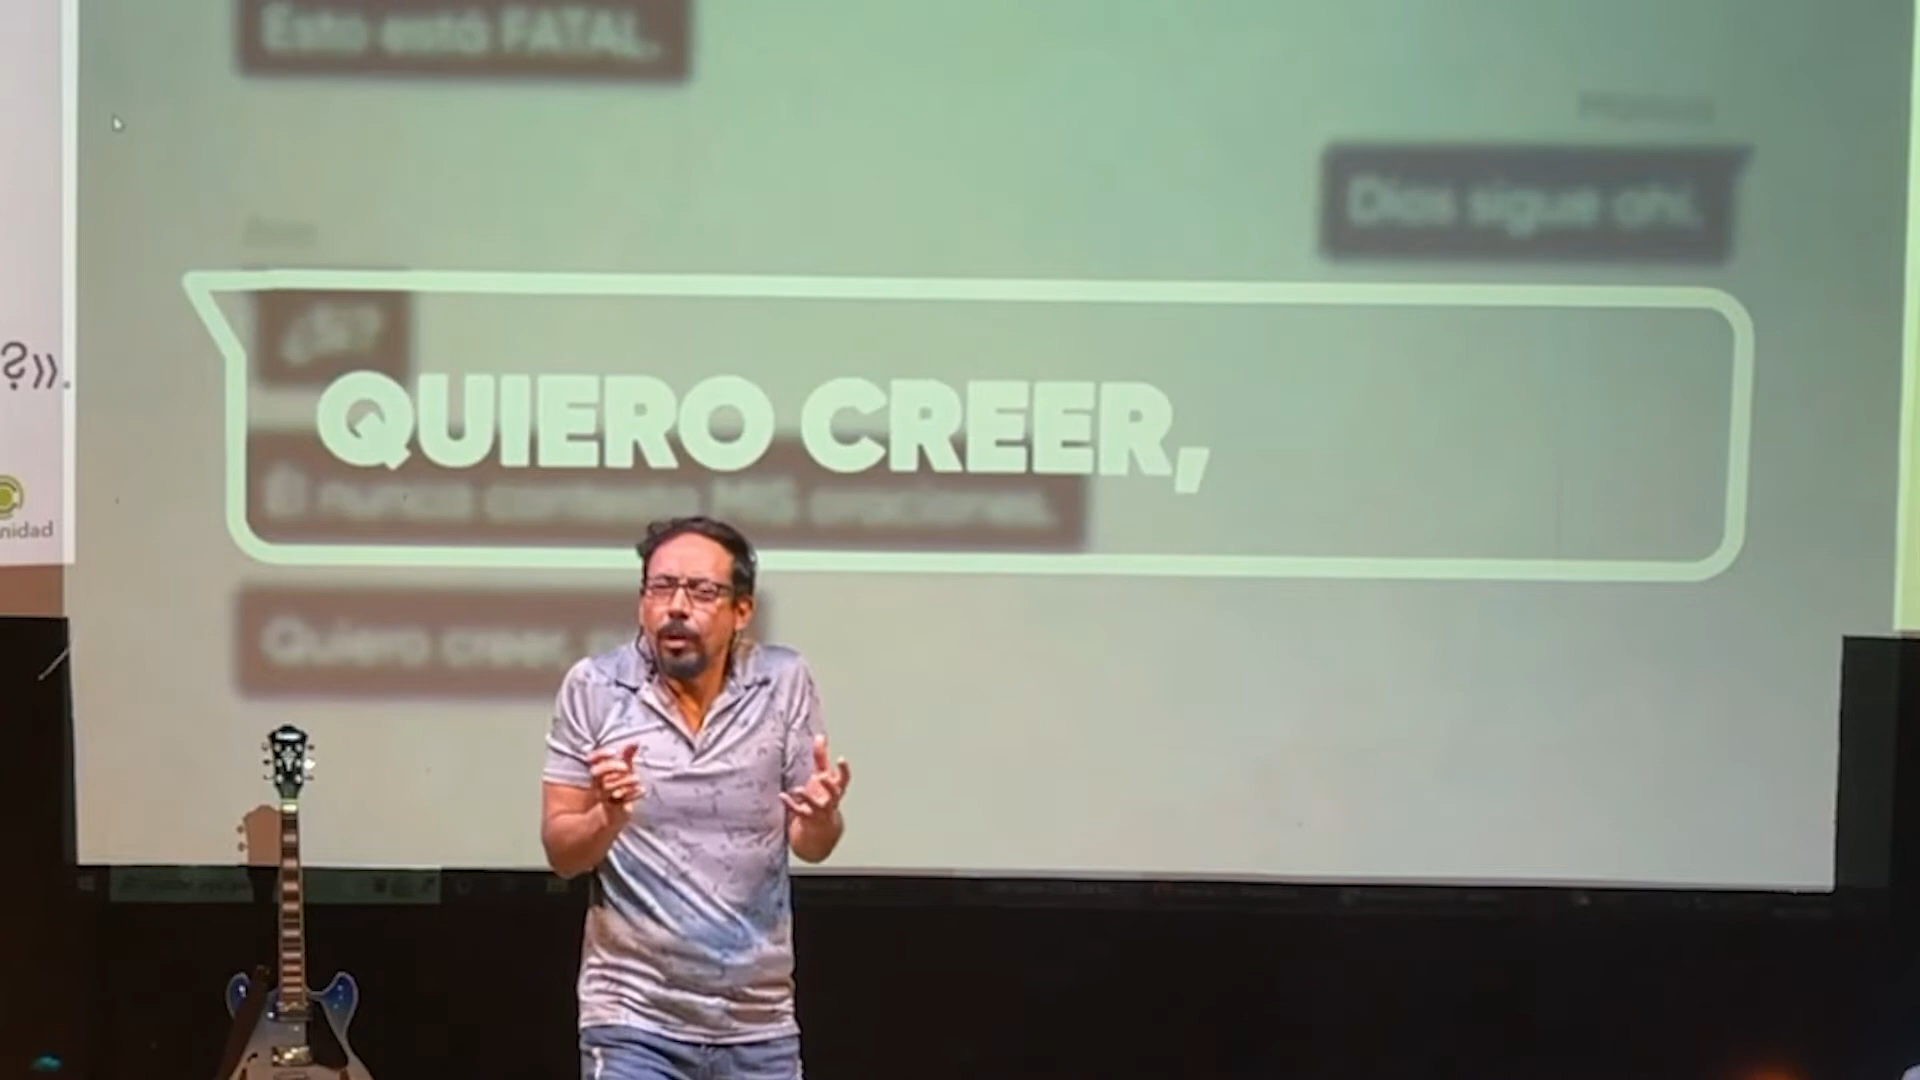 Esto está FATAL.
Dios sigue ahí.
¿Sí?
QUIERO CREER,
Él nunca contesta MIS oraciones.
Quiero creer,
?».
nidad